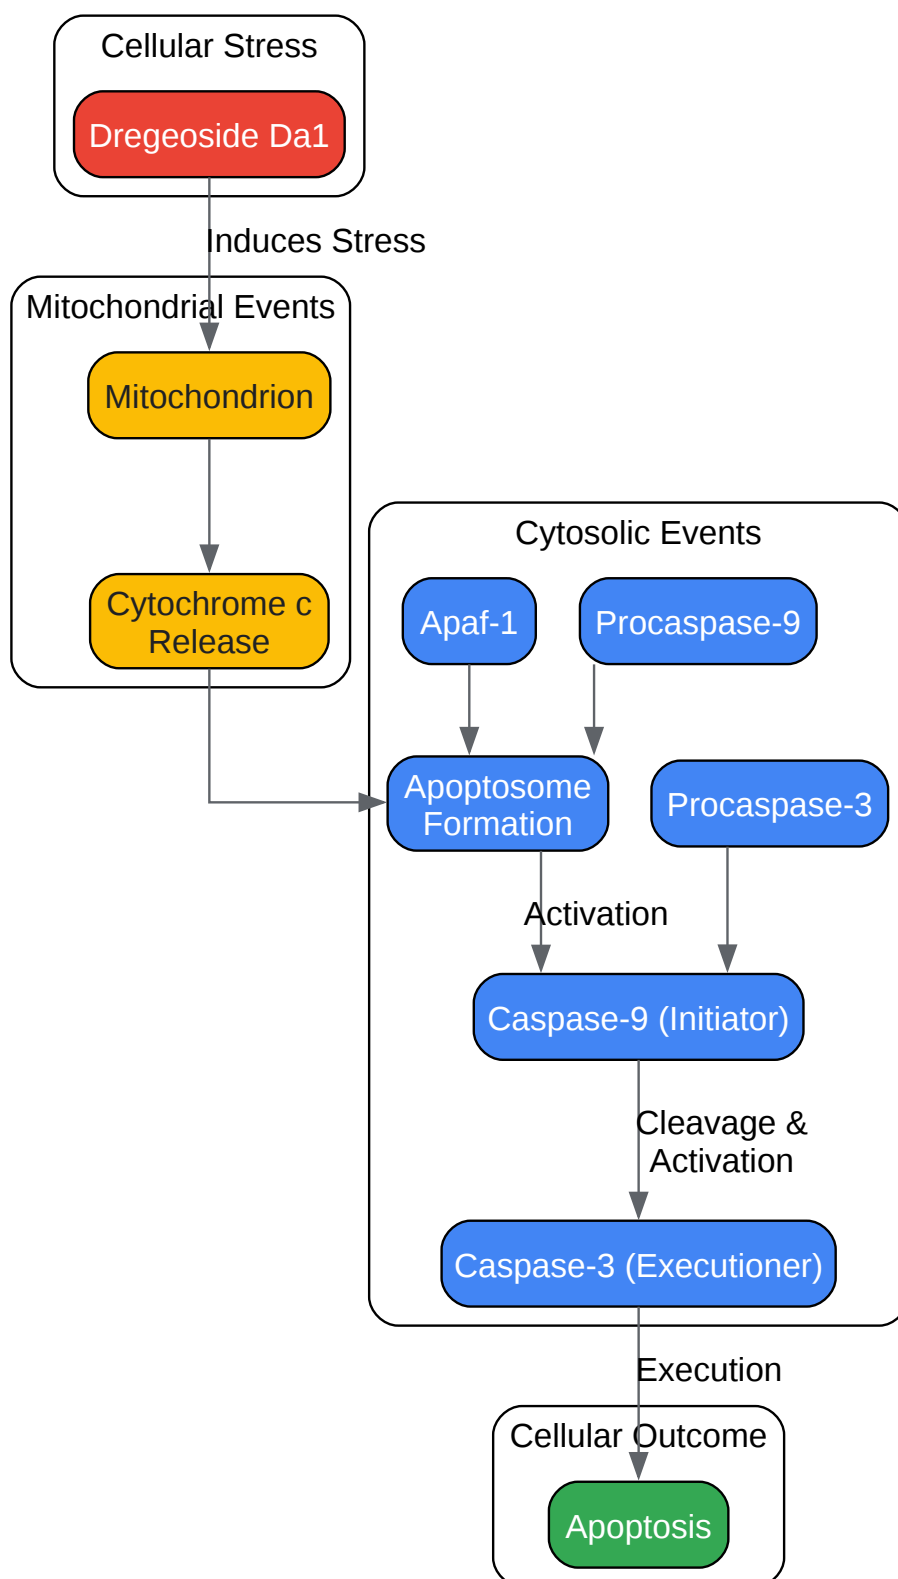 Cellular Stress
Dregeoside Da1
Induces Stress
Mitochondrial Events
Mitochondrion
Cytochrome c
Release
Cytosolic Events
Apaf-1
Procaspase-9
Apoptosome
Formation
Procaspase-3
Activation
Caspase-9 (Initiator)
Cleavage &
Activation
Caspase-3 (Executioner)
Execution
Cellular Outcome
Apoptosis